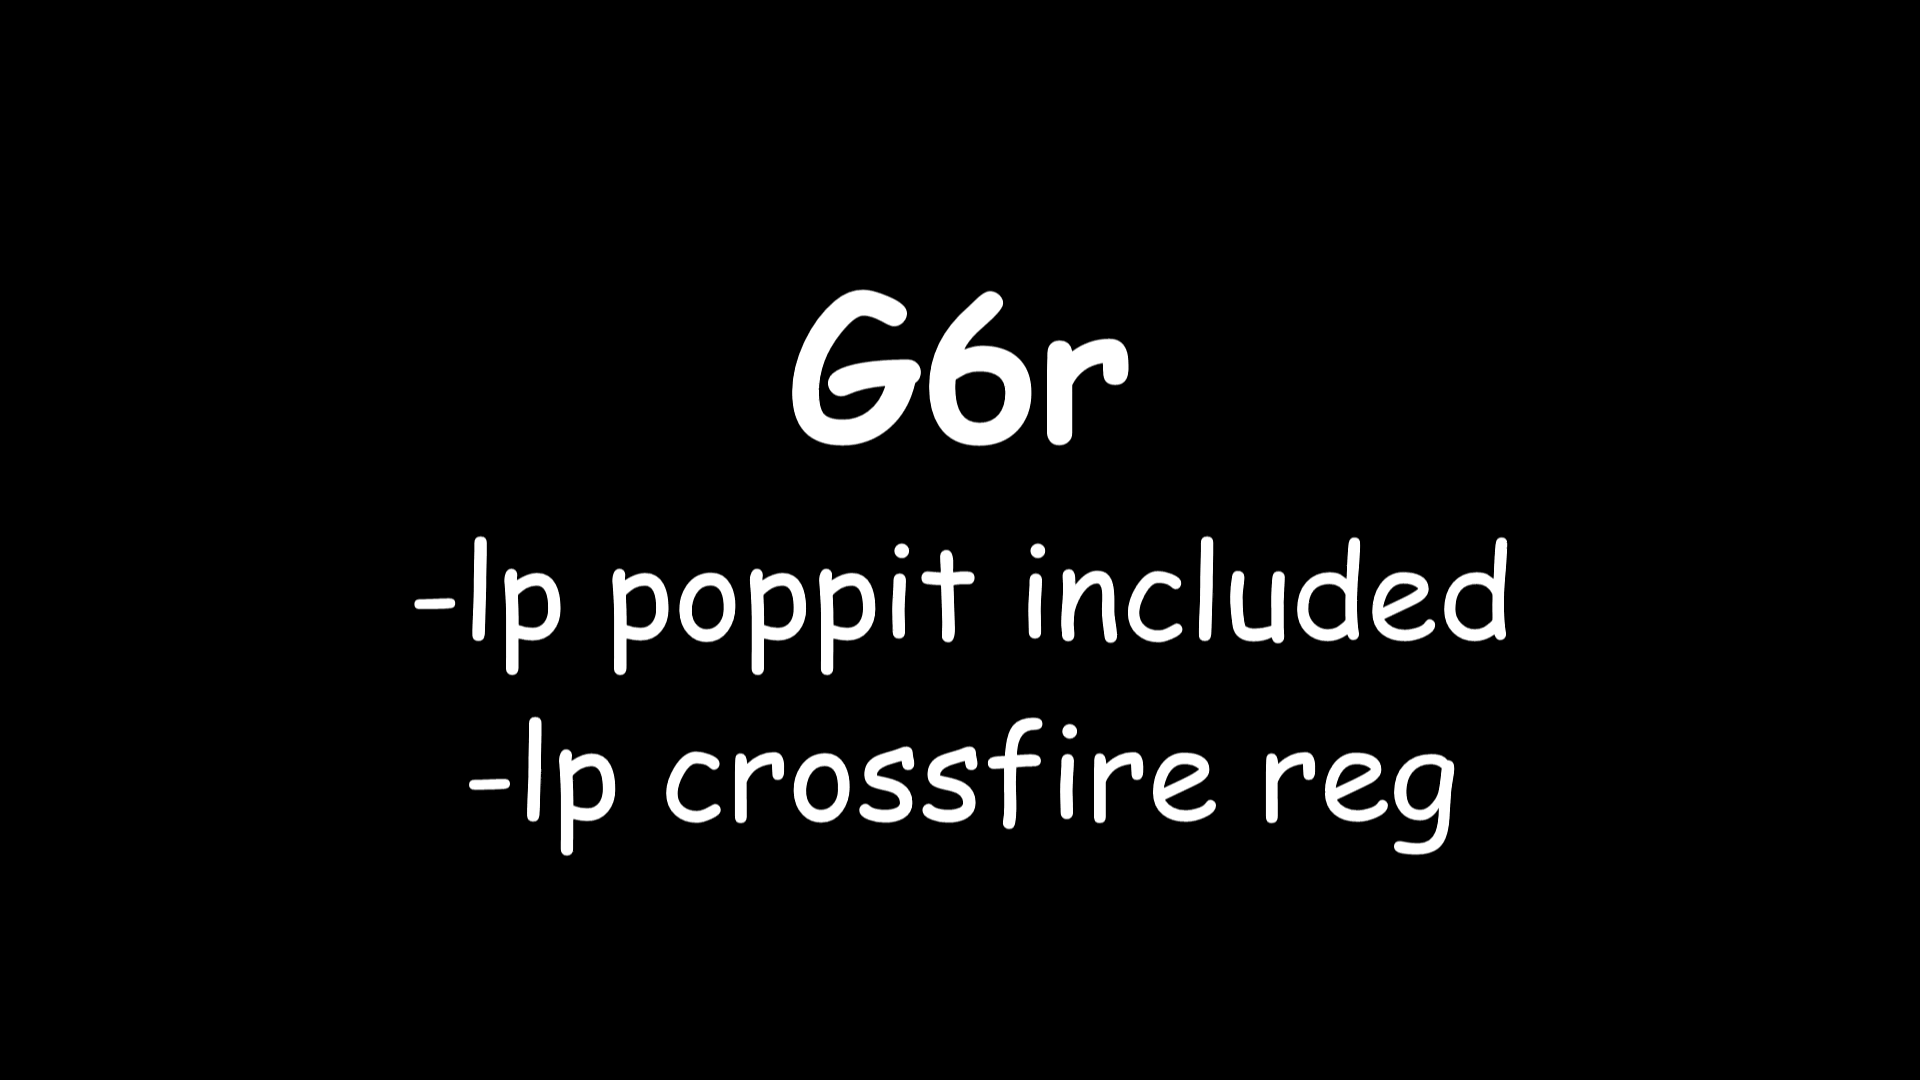 G6r
-lp poppit included
-lp crossfire reg